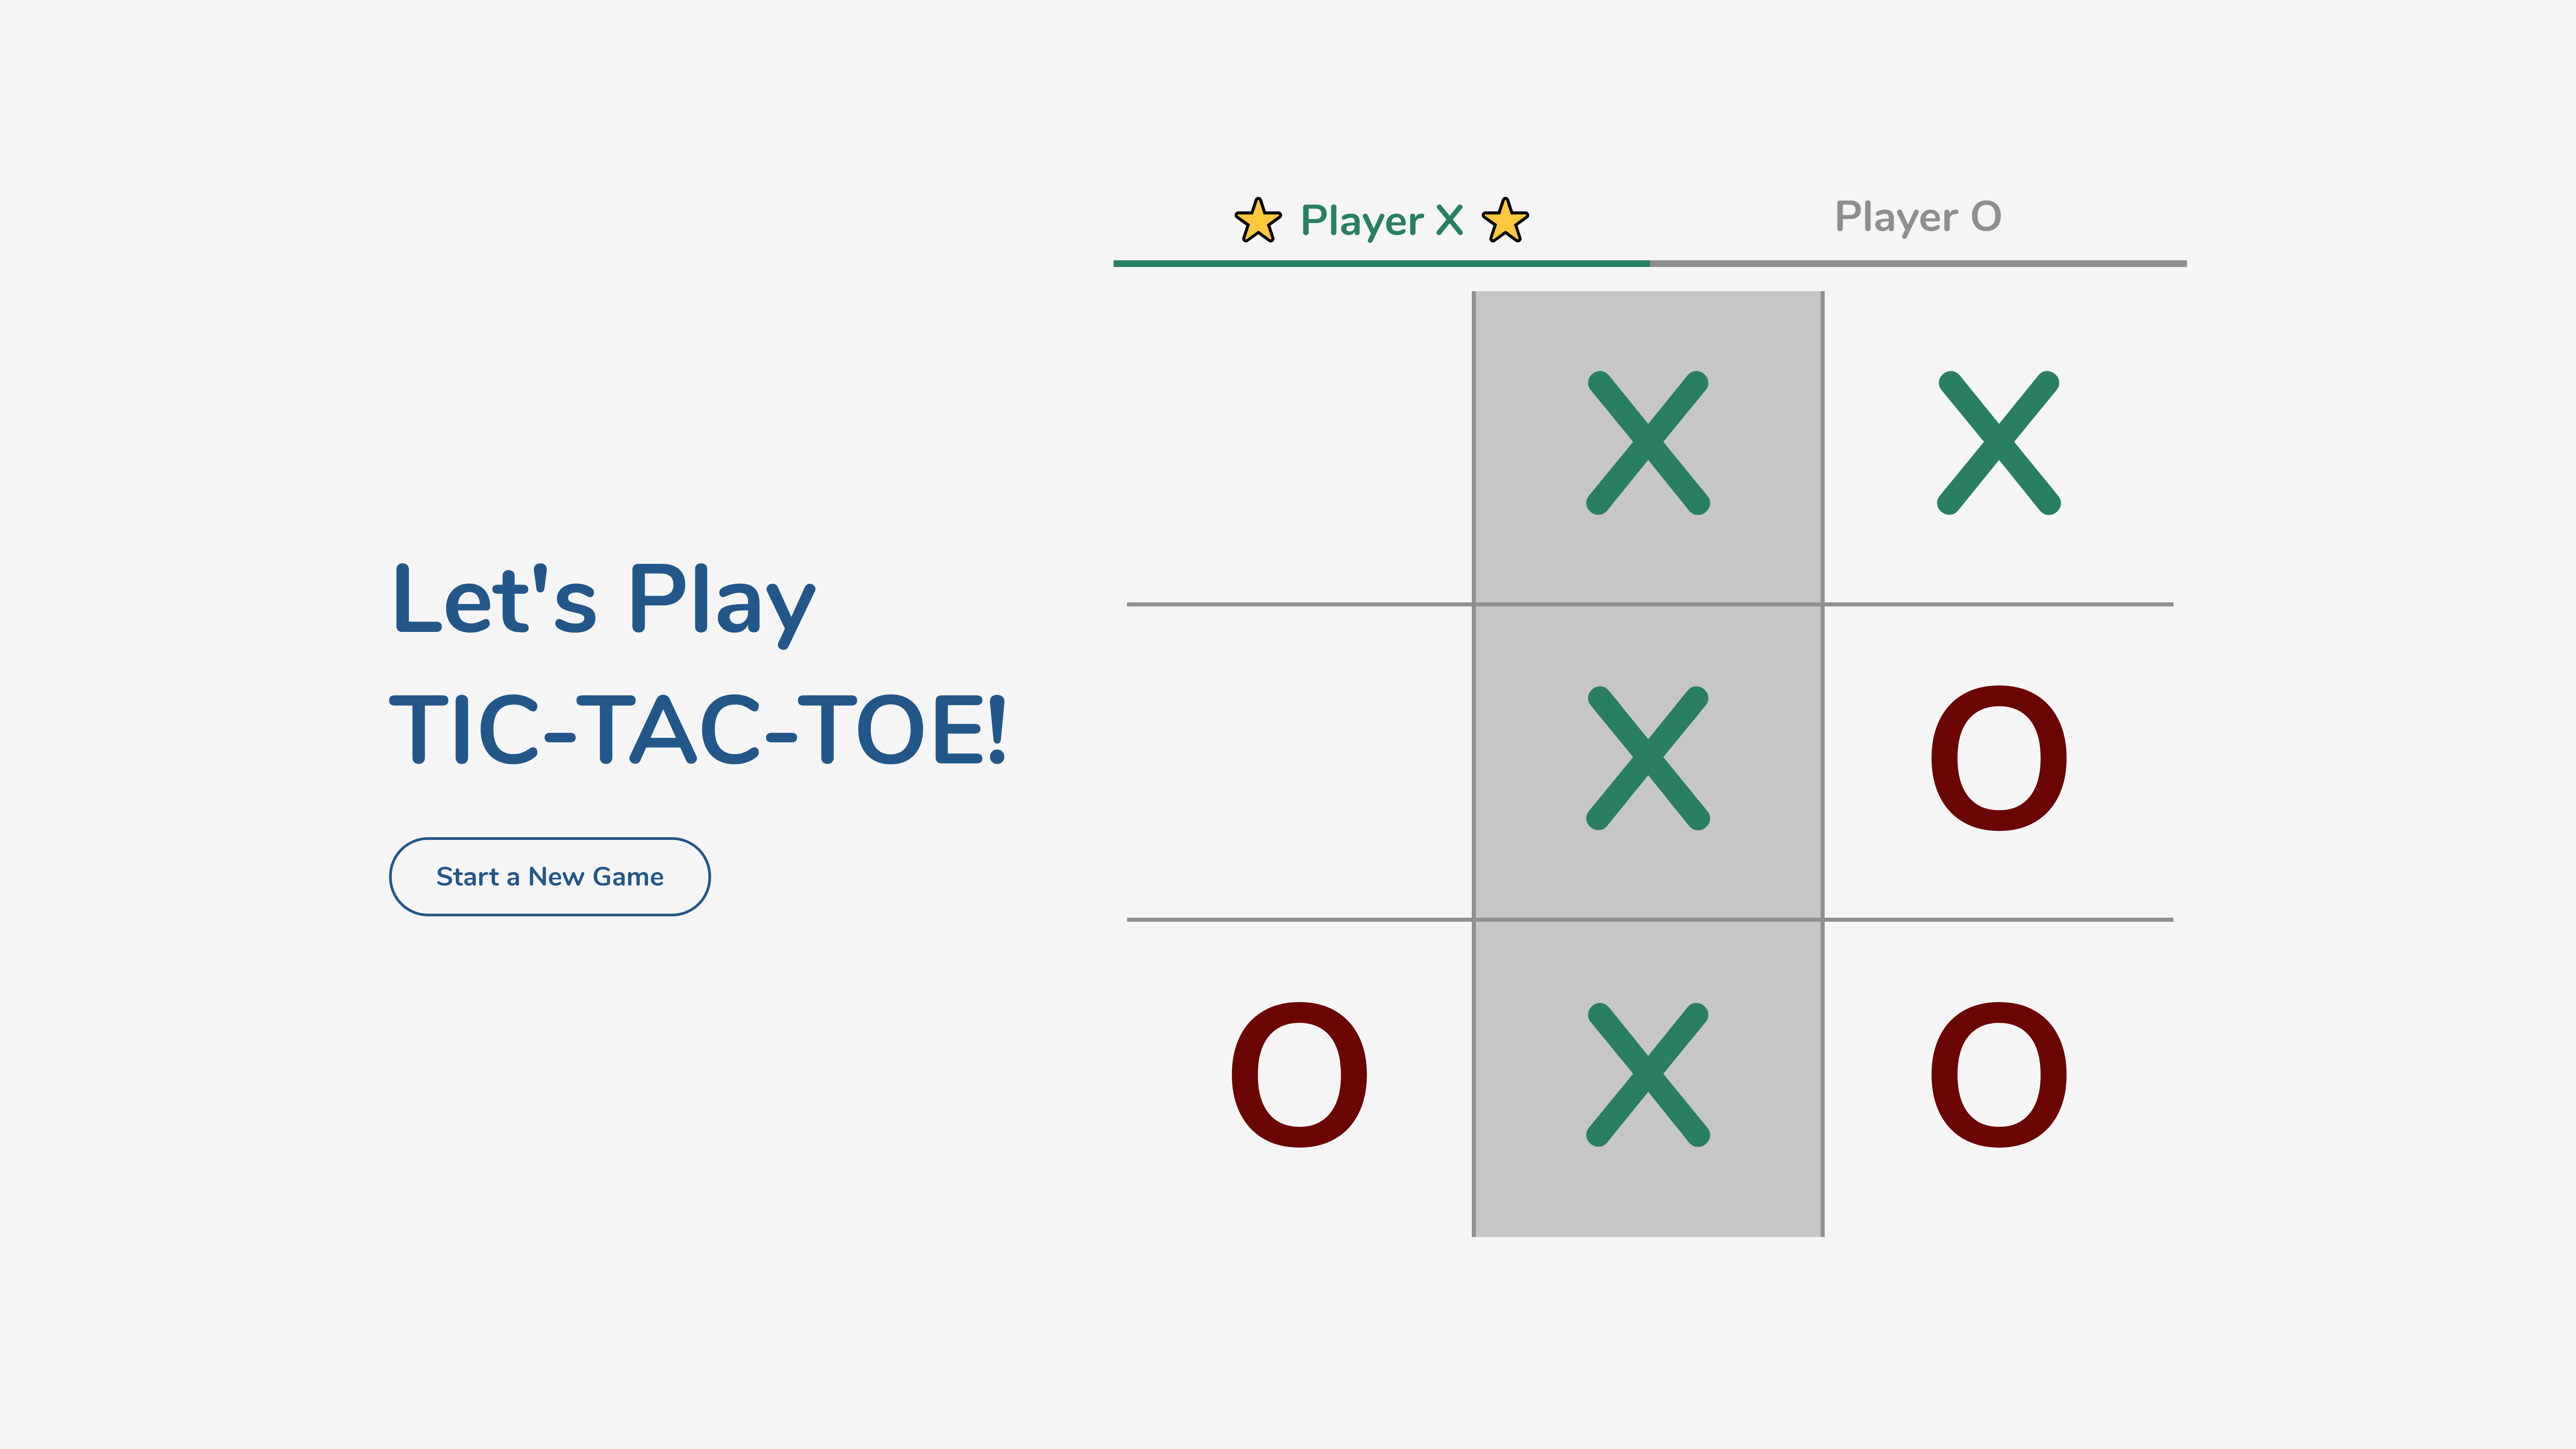 Let's Play
TIC-TAC-TOE!
Start a New Game
Player X
Player O
X X
X O
O X O